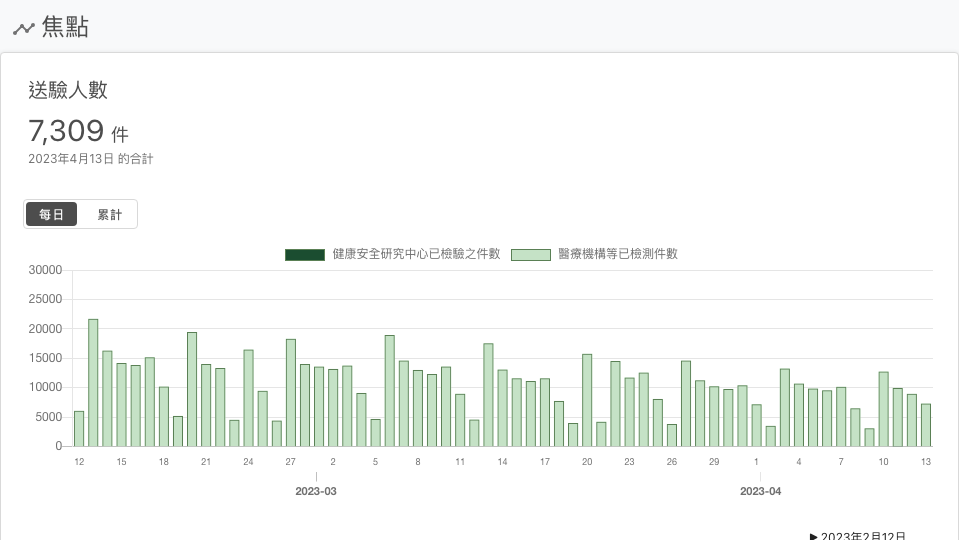 焦點
送驗人數
7,309 件
2023年4月13日 的合計
每日 累計
健康安全研究中心已檢驗之件數 醫療機構等已檢測件數
30000
25000
20000
15000
10000
5000
0
12 15 18 21 24 27 2 5 8 11 14 17 20 23 26 29 1 4 7 10 13
2023-03 2023-04
▶ 2023年2月12日